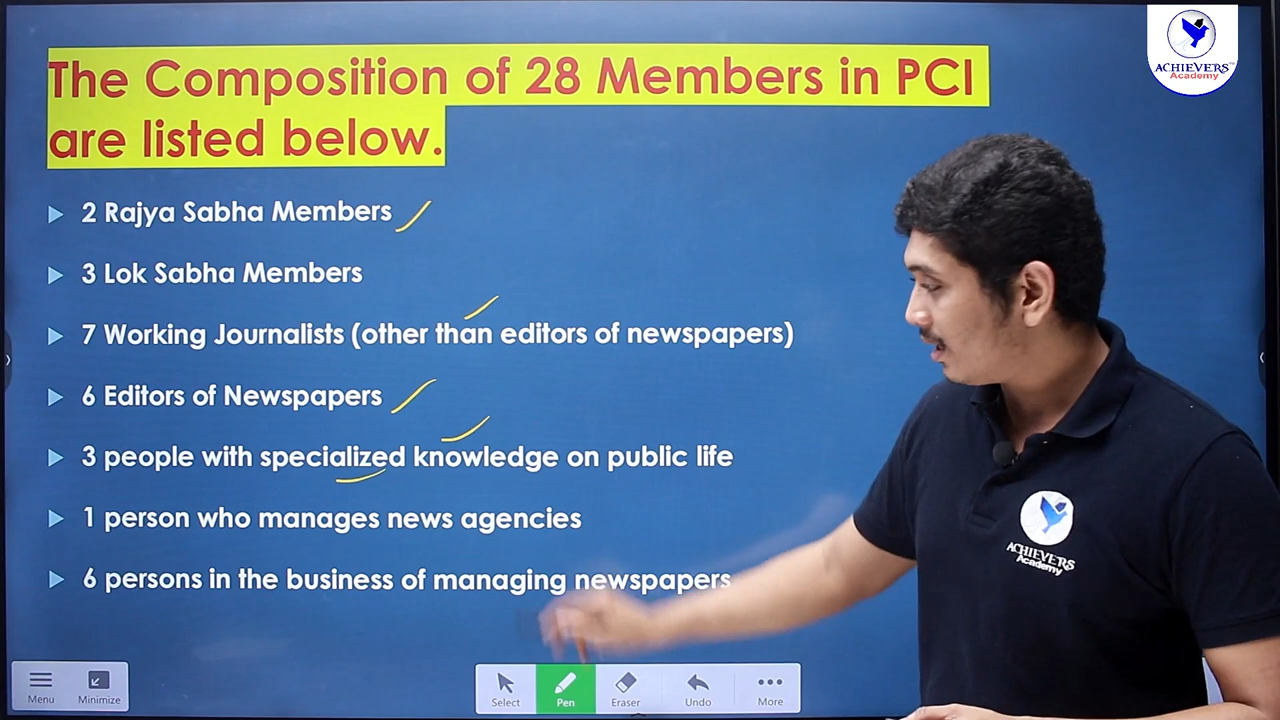 The Composition of 28 Members in PCI
are listed below.
ACHIEVERS™
Academy
2 Rajya Sabha Members
3 Lok Sabha Members
7 Working Journalists (other than editors of newspapers)
6 Editors of Newspapers
3 people with specialized knowledge on public life
1 person who manages news agencies
6 persons in the business of managing newspapers
ACHIEVERS
Academy
Menu
Minimize
Select
Pen
Eraser
Undo
More